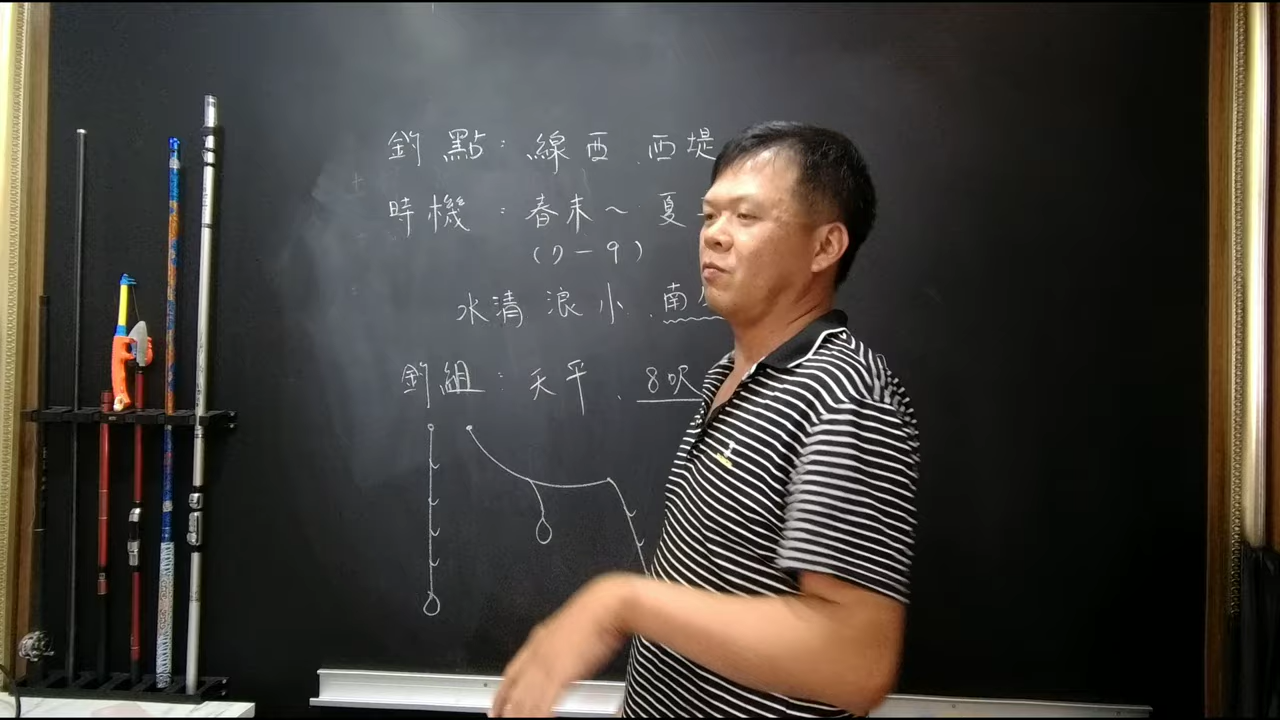 釣點：線西、西堤
時機：春末～夏
(7－9)
水清浪小、南
釣組：天平、8呎